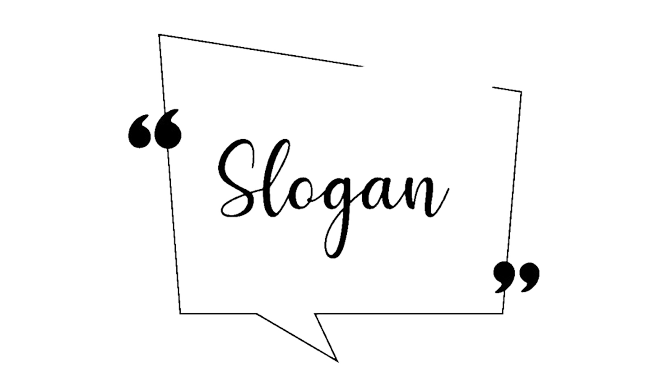 “ Slogan ”